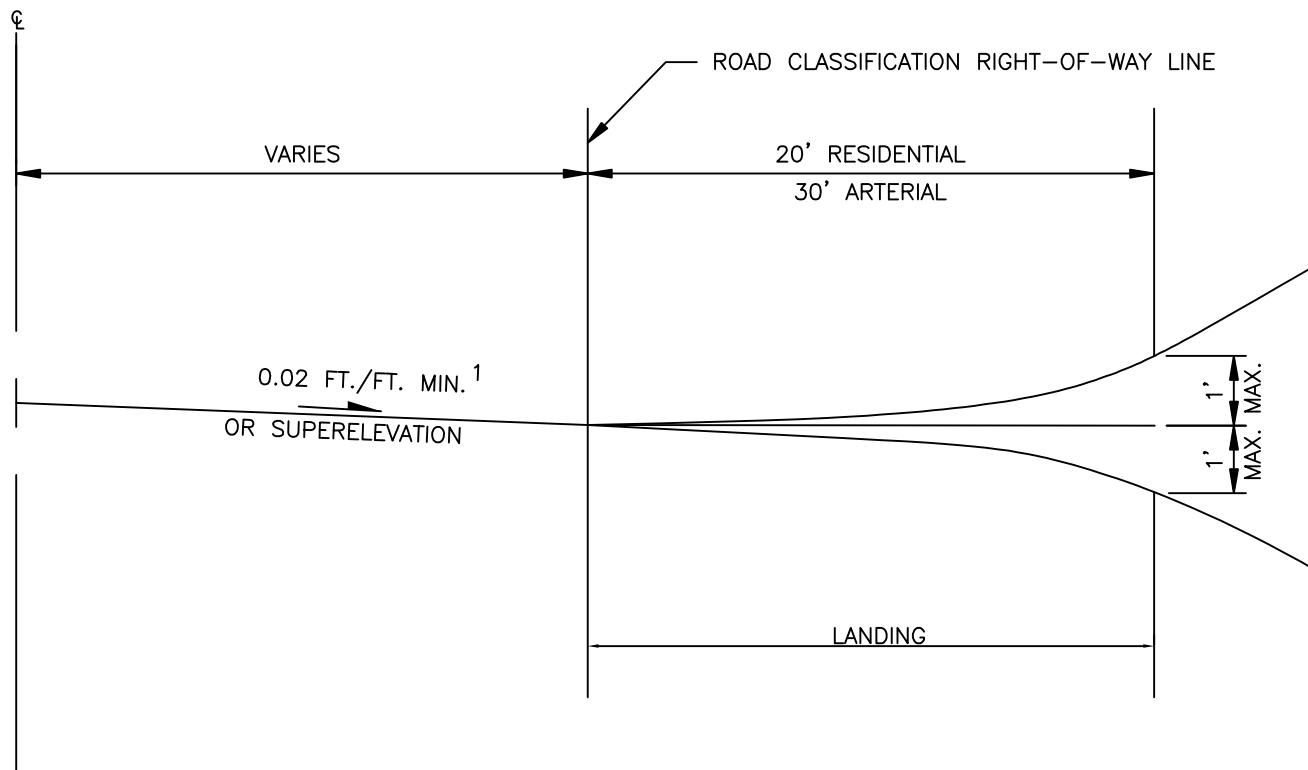 ℄
ROAD CLASSIFICATION RIGHT-OF-WAY LINE
VARIES
20' RESIDENTIAL
30' ARTERIAL
0.02 FT./FT. MIN. 1
OR SUPERELEVATION
1'
MAX.
1'
MAX.
LANDING